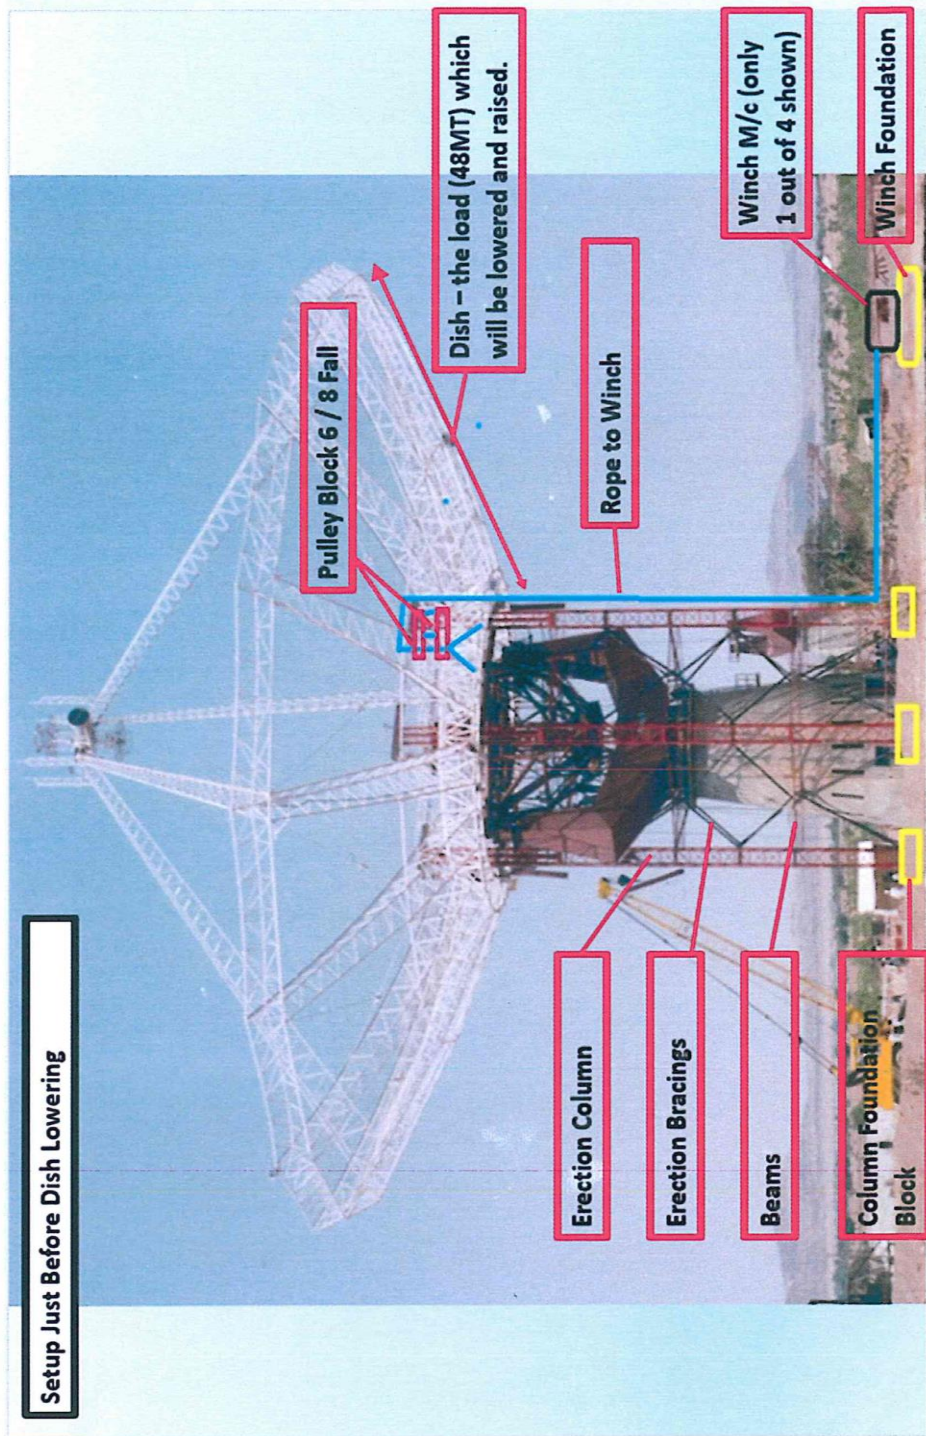 Setup Just Before Dish Lowering
Pulley Block 6 / 8 Fall
Dish – the load (48MT) which
will be lowered and raised.
Rope to Winch
Winch M/c (only
1 out of 4 shown)
Winch Foundation
Erection Column
Erection Bracings
Beams
Column Foundation
Block